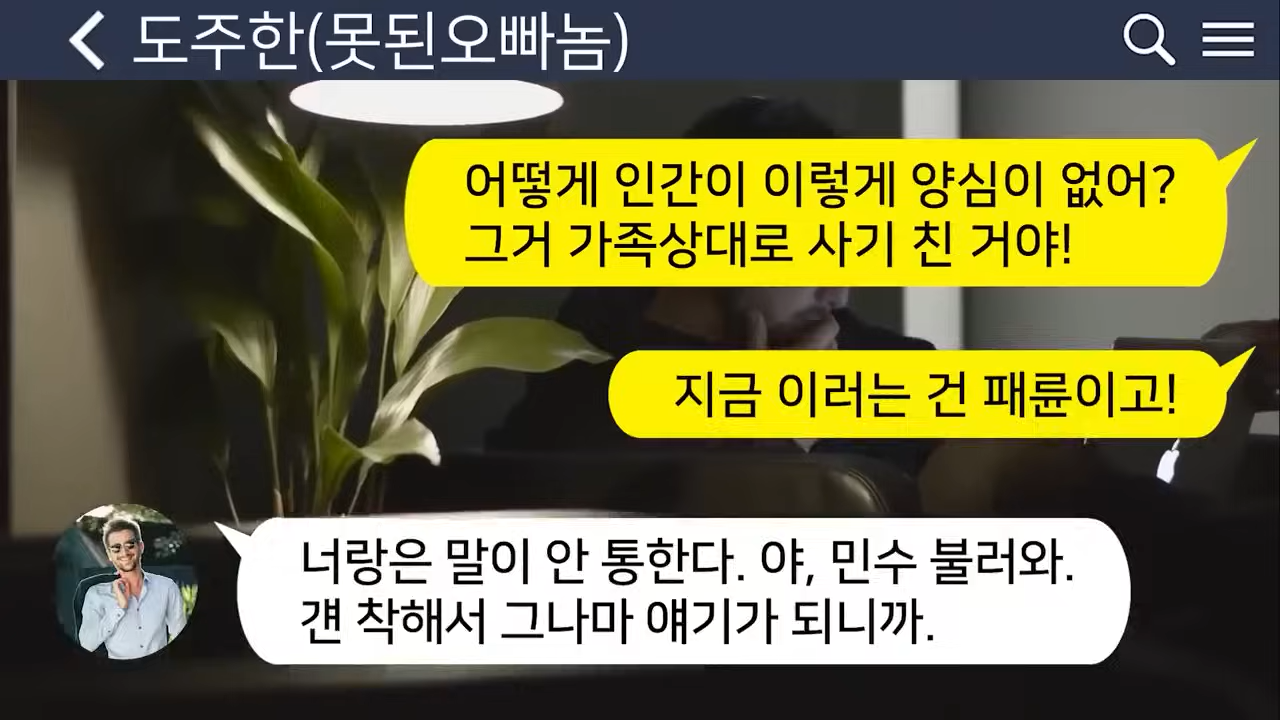 도주한(못된오빠놈)
어떻게 인간이 이렇게 양심이 없어?
그거 가족상대로 사기 친 거야!
지금 이러는 건 패륜이고!
너랑은 말이 안 통한다. 야, 민수 불러와.
걘 착해서 그나마 얘기가 되니까.